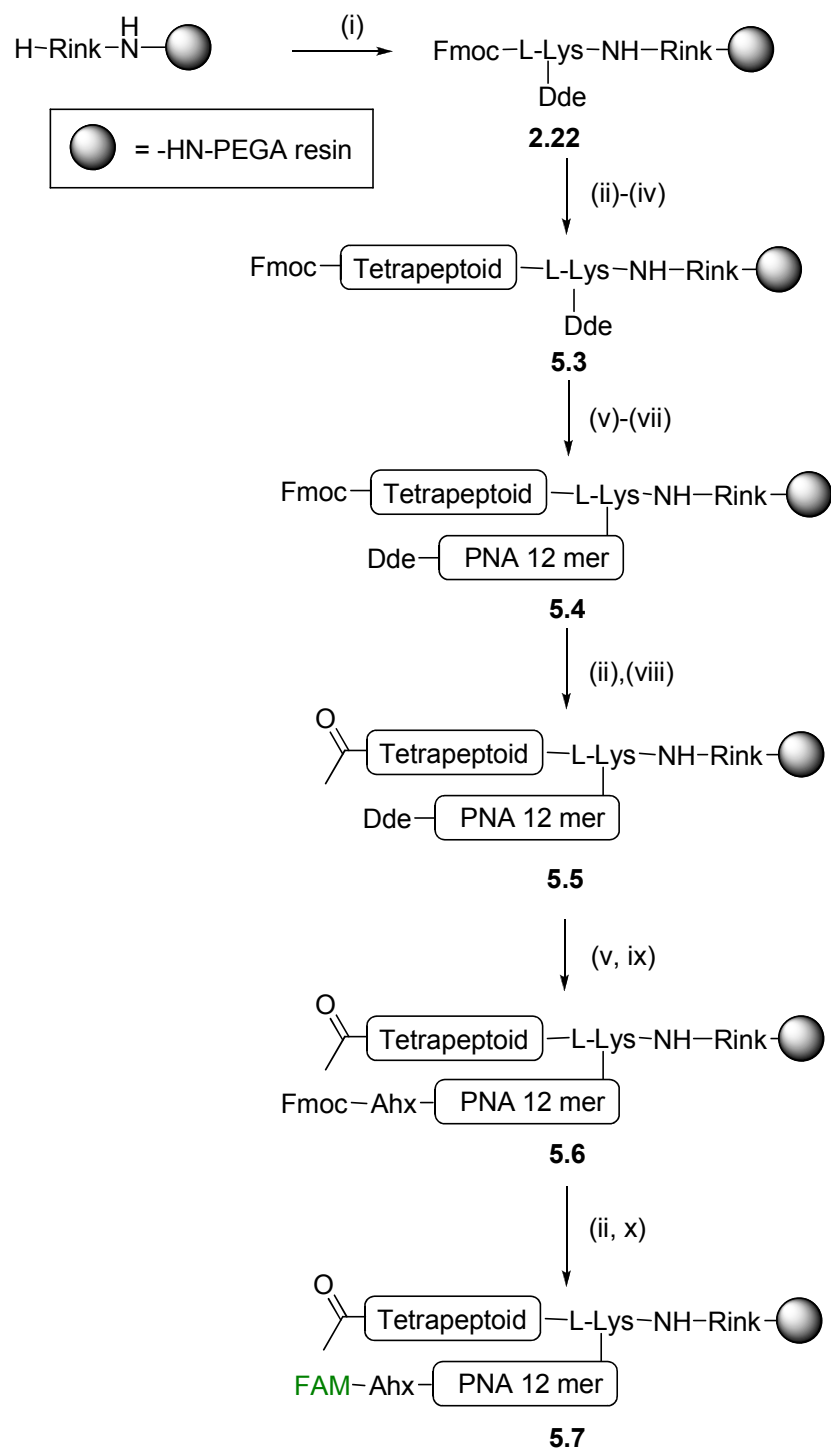 H-Rink-NH-
(i)
Fmoc-L-Lys-NH-Rink-
Dde
2.22
= -HN-PEGA resin
(ii)-(iv)
Fmoc-Tetrapeptoid-L-Lys-NH-Rink-
Dde
5.3
(v)-(vii)
Fmoc-Tetrapeptoid-L-Lys-NH-Rink-
Dde-PNA 12 mer
5.4
(ii),(viii)
O
Tetrapeptoid-L-Lys-NH-Rink-
Dde-PNA 12 mer
5.5
(v, ix)
O
Tetrapeptoid-L-Lys-NH-Rink-
Fmoc-Ahx-PNA 12 mer
5.6
(ii, x)
O
Tetrapeptoid-L-Lys-NH-Rink-
FAM-Ahx-PNA 12 mer
5.7